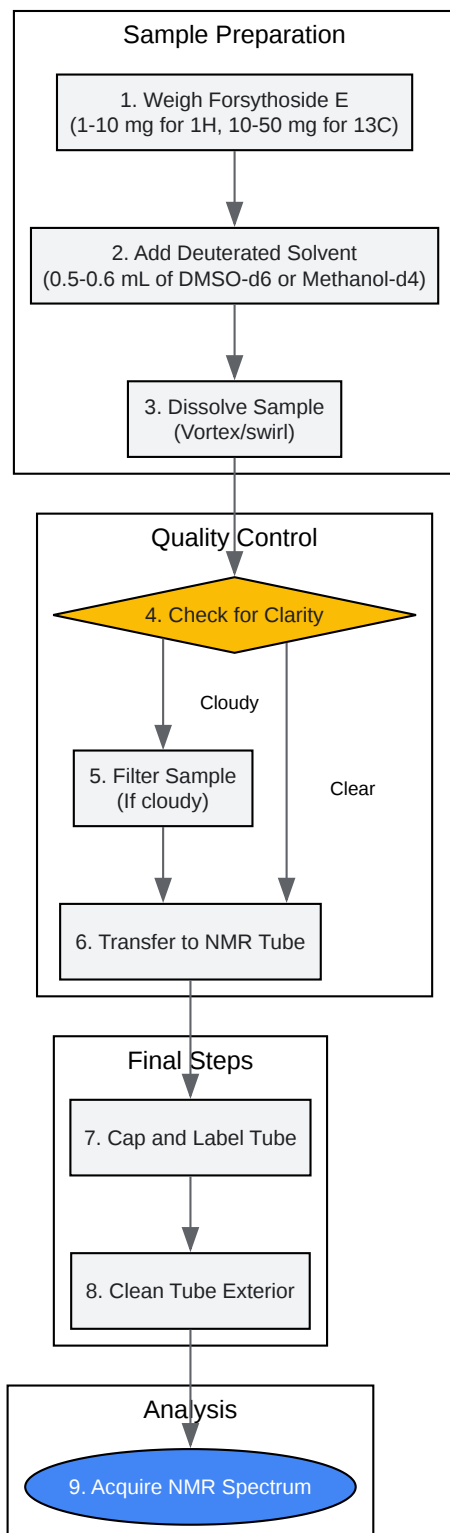 Sample Preparation
1. Weigh Forsythoside E
(1-10 mg for 1H, 10-50 mg for 13C)
2. Add Deuterated Solvent
(0.5-0.6 mL of DMSO-d6 or Methanol-d4)
3. Dissolve Sample
(Vortex/swirl)
Quality Control
4. Check for Clarity
Cloudy
5. Filter Sample
(If cloudy)
Clear
6. Transfer to NMR Tube
Final Steps
7. Cap and Label Tube
8. Clean Tube Exterior
Analysis
9. Acquire NMR Spectrum